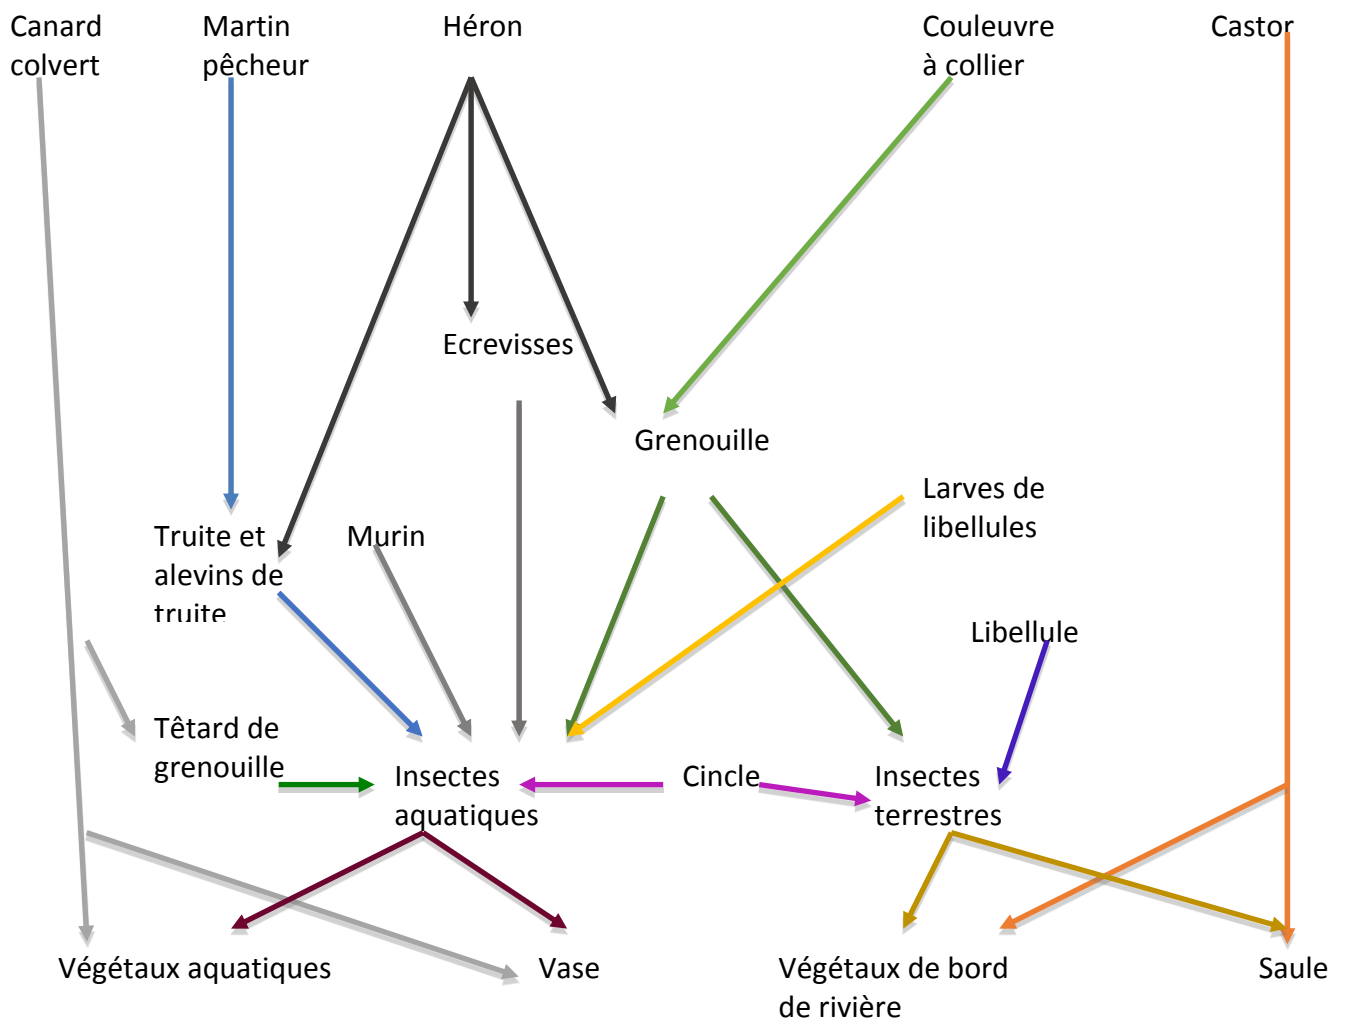 Canard
colvert
Martin
pêcheur
Héron
Couleuvre
à collier
Castor
Ecrevisses
Grenouille
Larves de
libellules
Truite et
alevins de
truite
Murin
Libellule
Têtard de
grenouille
Insectes
aquatiques
Cincle
Insectes
terrestres
Végétaux aquatiques
Vase
Végétaux de bord
de rivière
Saule